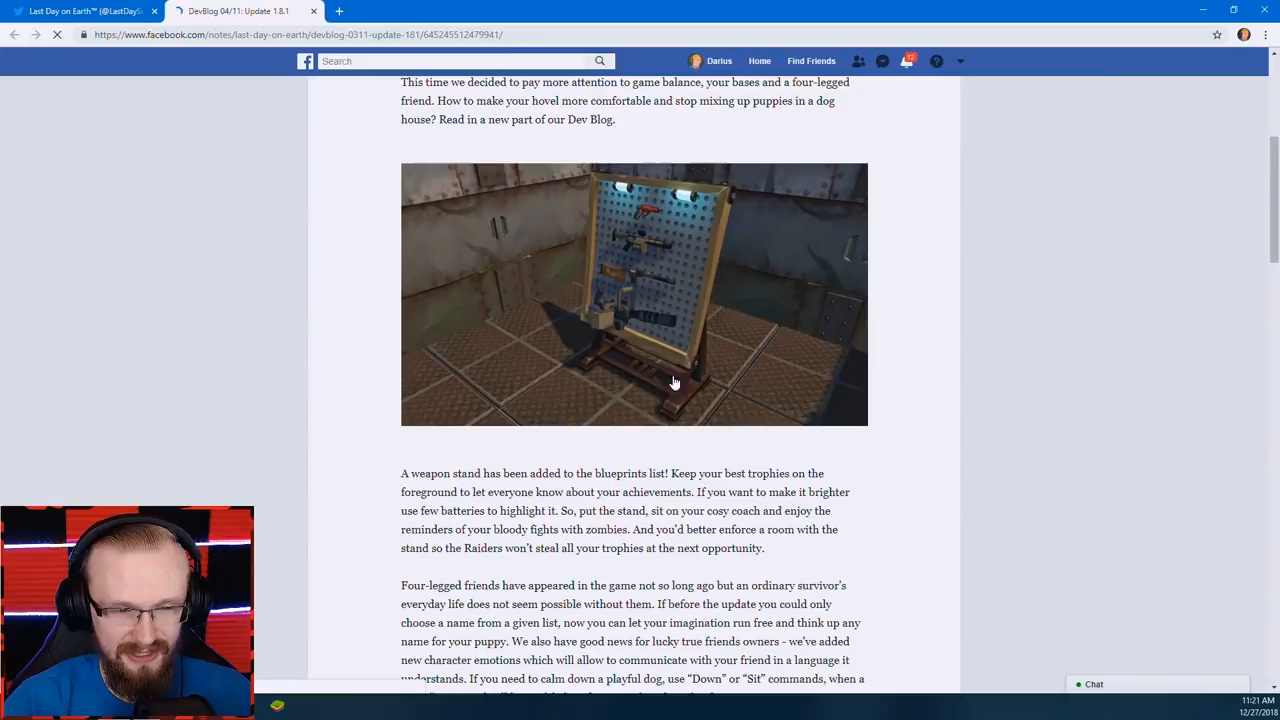 Last Day on Earth™ (@LastDayS
DevBlog 04/11: Update 1.8.1
https://www.facebook.com/notes/last-day-on-earth/devblog-0311-update-181/645245512479941/
Search
Darius
Home
Find Friends
This time we decided to pay more attention to game balance, your bases and a four-legged
friend. How to make your hovel more comfortable and stop mixing up puppies in a dog
house? Read in a new part of our Dev Blog.
A weapon stand has been added to the blueprints list! Keep your best trophies on the
foreground to let everyone know about your achievements. If you want to make it brighter
use few batteries to highlight it. So, put the stand, sit on your cosy coach and enjoy the
reminders of your bloody fights with zombies. And you'd better enforce a room with the
stand so the Raiders won't steal all your trophies at the next opportunity.
Four-legged friends have appeared in the game not so long ago but an ordinary survivor's
everyday life does not seem possible without them. If before the update you could only
choose a name from a given list, now you can let your imagination run free and think up any
name for your puppy. We also have good news for lucky true friends owners - we've added
new character emotions which will allow to communicate with your friend in a language it
understands. If you need to calm down a playful dog, use "Down" or "Sit" commands, when a
Chat
11:21 AM
12/27/2018